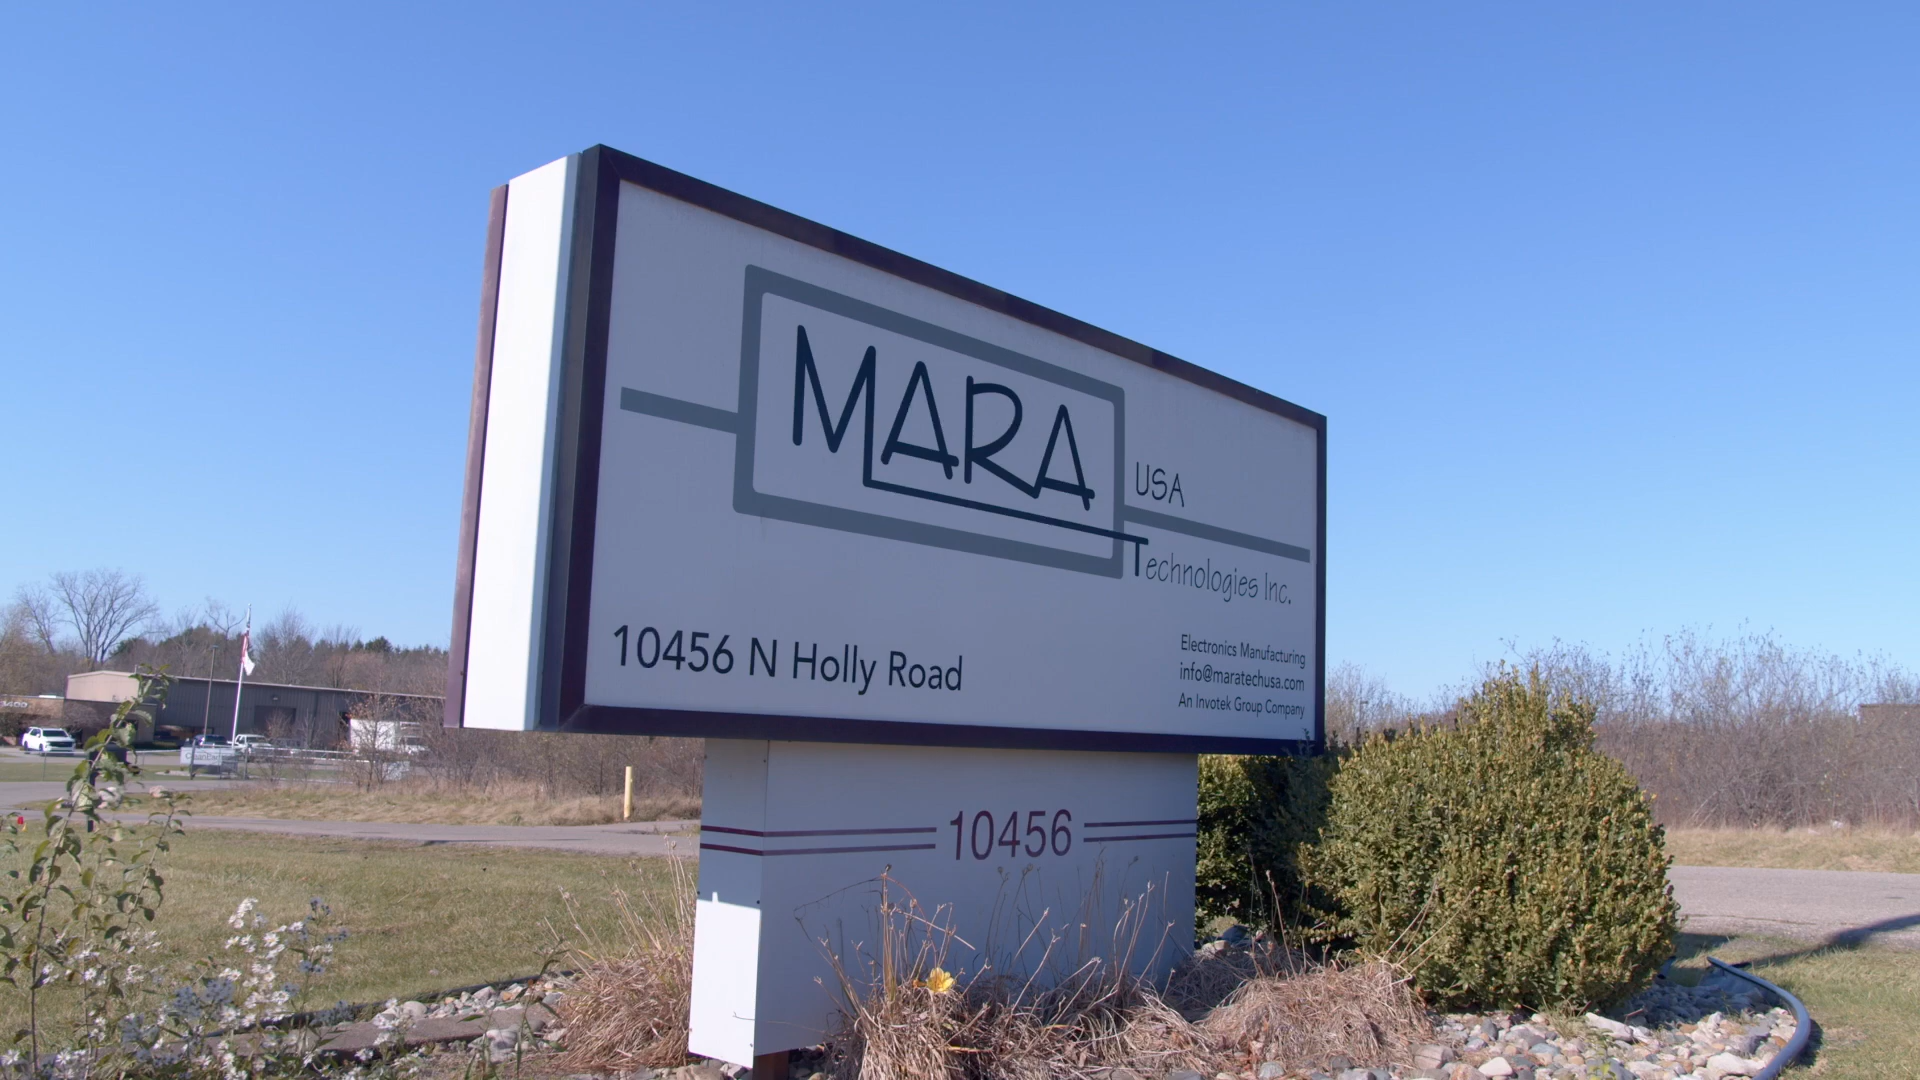 MARA
USA
Technologies Inc.
10456 N Holly Road
Electronics Manufacturing
info@maratechusa.com
An Invotek Group Company
10456